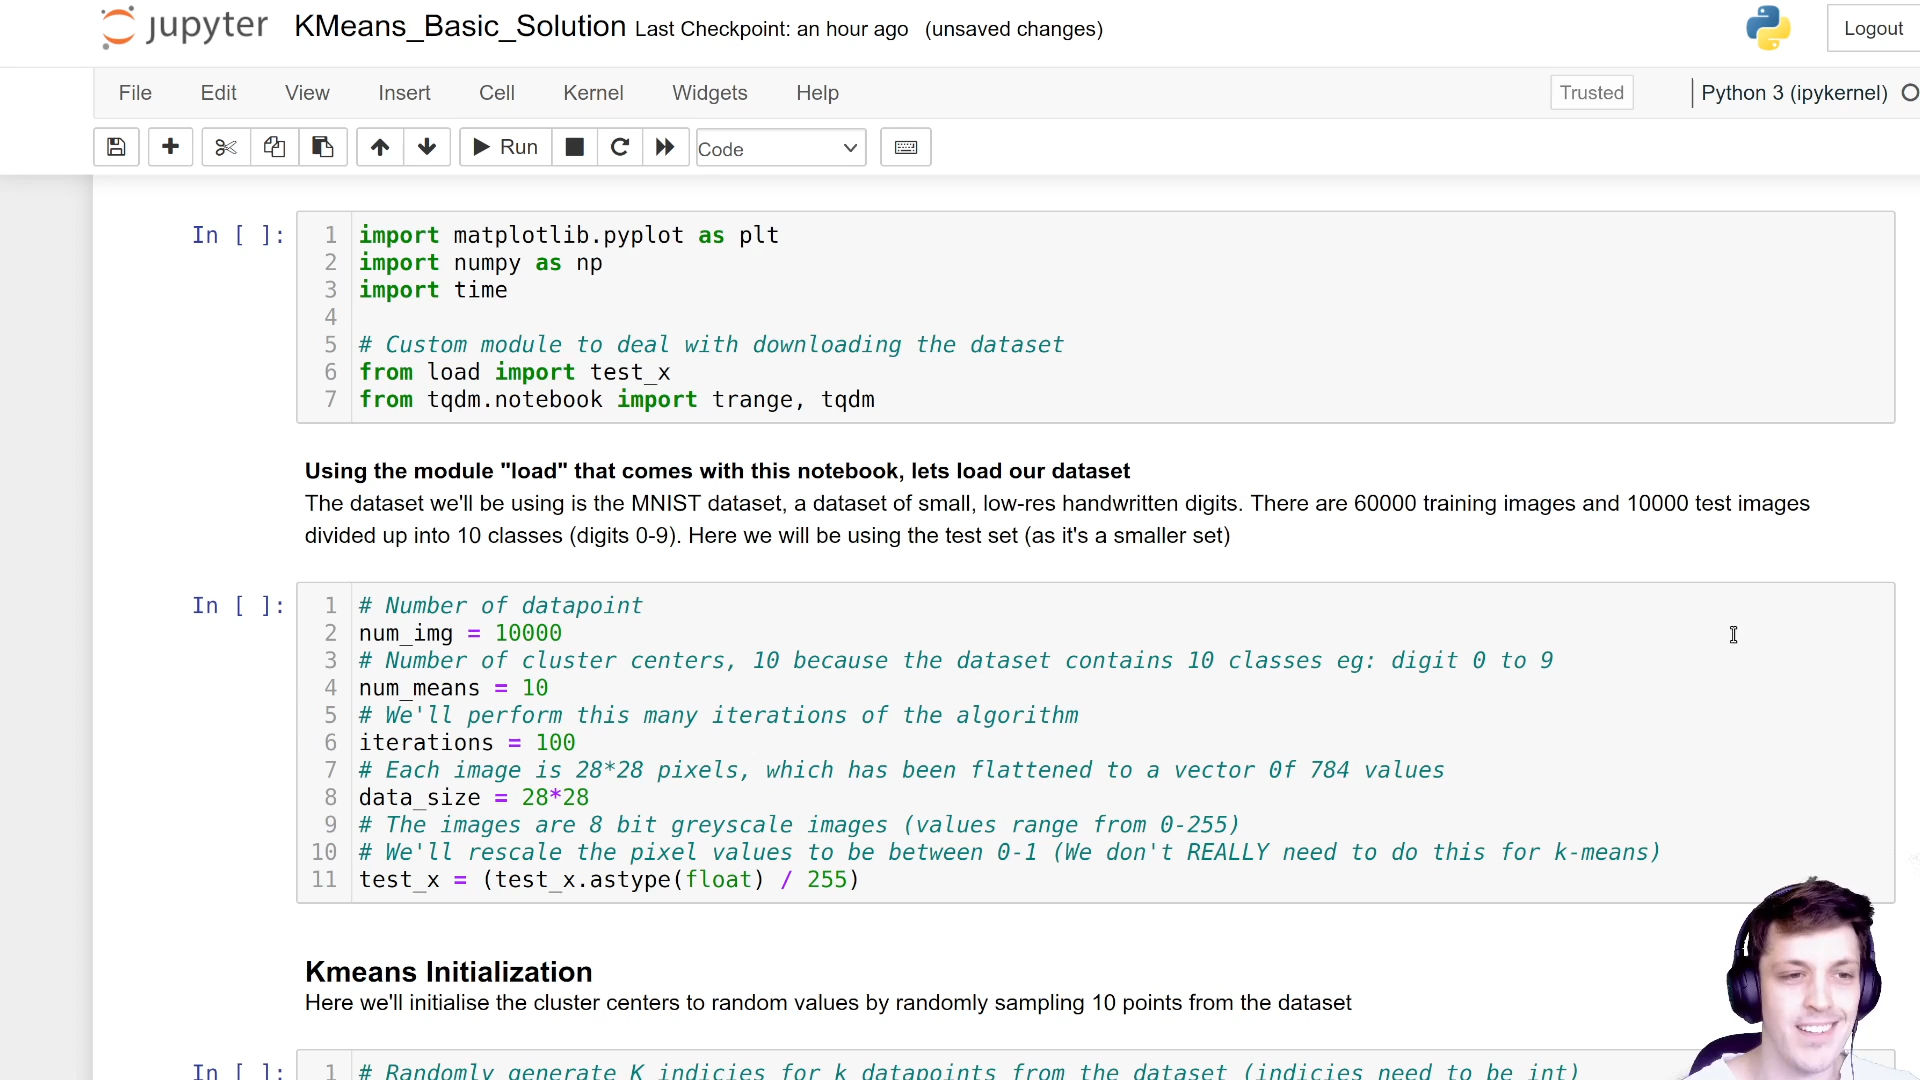 jupyter KMeans_Basic_Solution Last Checkpoint: an hour ago (unsaved changes) Logout
File Edit View Insert Cell Kernel Widgets Help Trusted Python 3 (ipykernel)
Run Code
In [ ]:
1 import matplotlib.pyplot as plt
2 import numpy as np
3 import time
4
5 # Custom module to deal with downloading the dataset
6 from load import test_x
7 from tqdm.notebook import trange, tqdm
Using the module "load" that comes with this notebook, lets load our dataset
The dataset we'll be using is the MNIST dataset, a dataset of small, low-res handwritten digits. There are 60000 training images and 10000 test images
divided up into 10 classes (digits 0-9). Here we will be using the test set (as it's a smaller set)
In [ ]:
1 # Number of datapoint
2 num_img = 10000
3 # Number of cluster centers, 10 because the dataset contains 10 classes eg: digit 0 to 9
4 num_means = 10
5 # We'll perform this many iterations of the algorithm
6 iterations = 100
7 # Each image is 28*28 pixels, which has been flattened to a vector 0f 784 values
8 data_size = 28*28
9 # The images are 8 bit greyscale images (values range from 0-255)
10 # We'll rescale the pixel values to be between 0-1 (We don't REALLY need to do this for k-means)
11 test_x = (test_x.astype(float) / 255)
Kmeans Initialization
Here we'll initialise the cluster centers to random values by randomly sampling 10 points from the dataset
In [ ]:
1 # Randomly generate K indicies for k datapoints from the dataset (indicies need to be int)